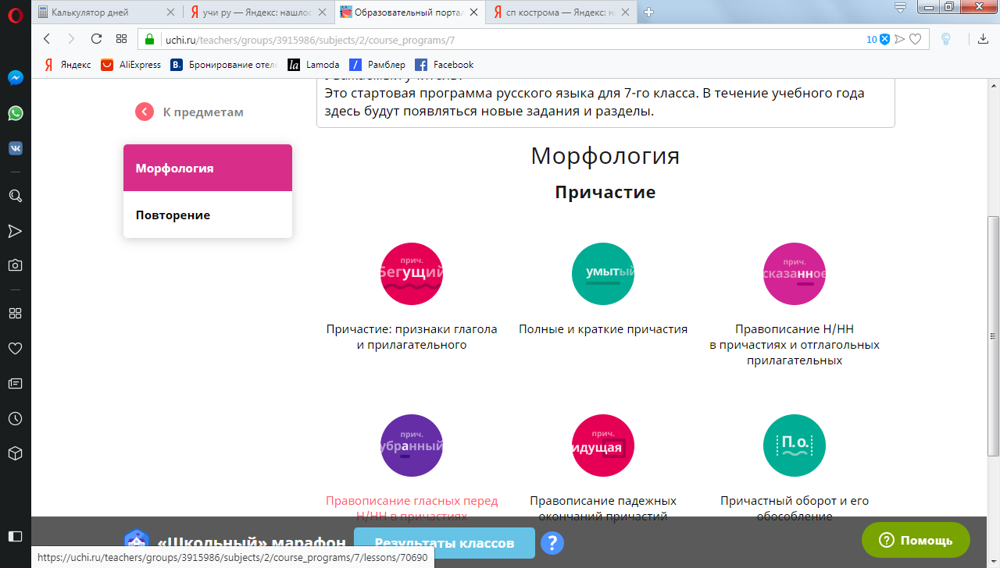 Калькулятор дней
учи ру — Яндекс: нашлос
Образовательный портал
сп кострома — Яндекс: н
uchi.ru/teachers/groups/3915986/subjects/2/course_programs/7
10
Яндекс
AliExpress
Бронирование отеле
Lamoda
Рамблер
Facebook
Это стартовая программа русского языка для 7-го класса. В течение учебного года
здесь будут появляться новые задания и разделы.
К предметам
Морфология
Повторение
Морфология
Причастие
прич.
Бегущий
умытый
прич.
сказанное
Причастие: признаки глагола
и прилагательного
Полные и краткие причастия
Правописание Н/НН
в причастиях и отглагольных
прилагательных
прич.
убранный
прич.
идущая
П.о.
Правописание гласных перед
Н/НН в причастиях
Правописание падежных
окончаний причастий
Причастный оборот и его
обособление
«Школьный» марафон
Результаты классов
?
Помощь
https://uchi.ru/teachers/groups/3915986/subjects/2/course_programs/7/lessons/70690